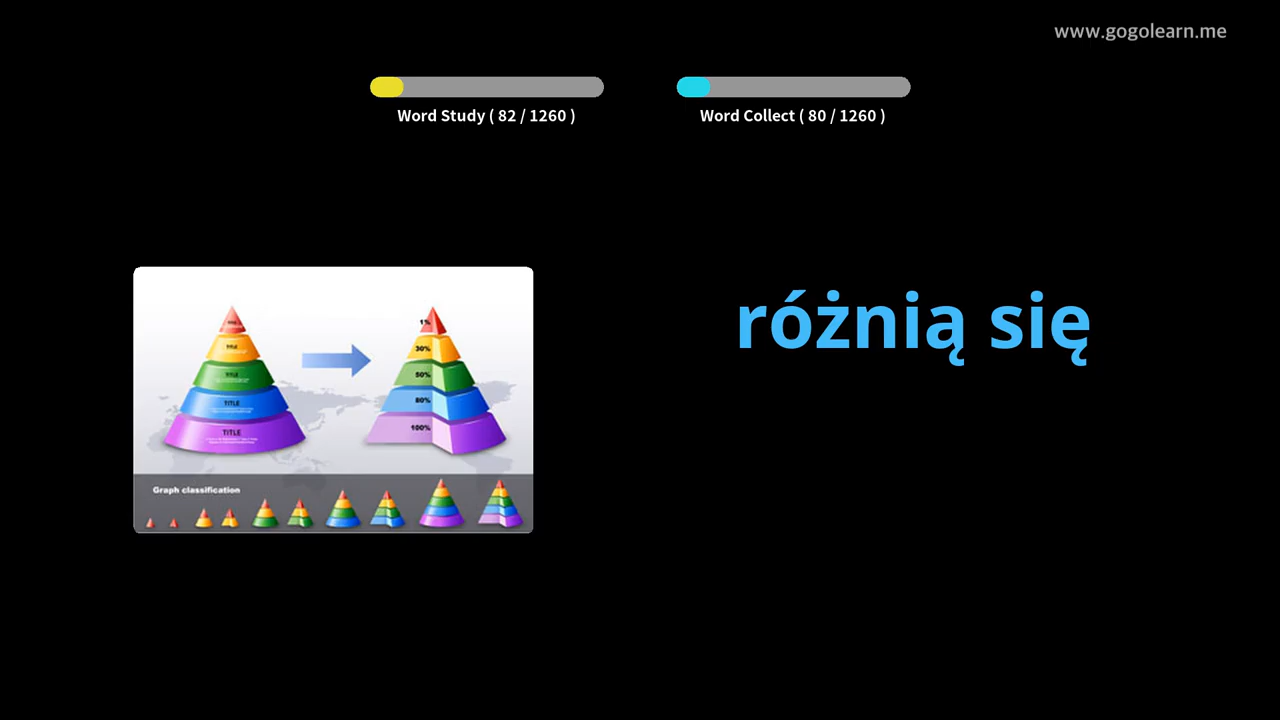 www.gogolearn.me
Word Study ( 82 / 1260 )
Word Collect ( 80 / 1260 )
różnią się
TITLE
TITLE
TITLE
TITLE
1%
30%
50%
80%
100%
Graph classification